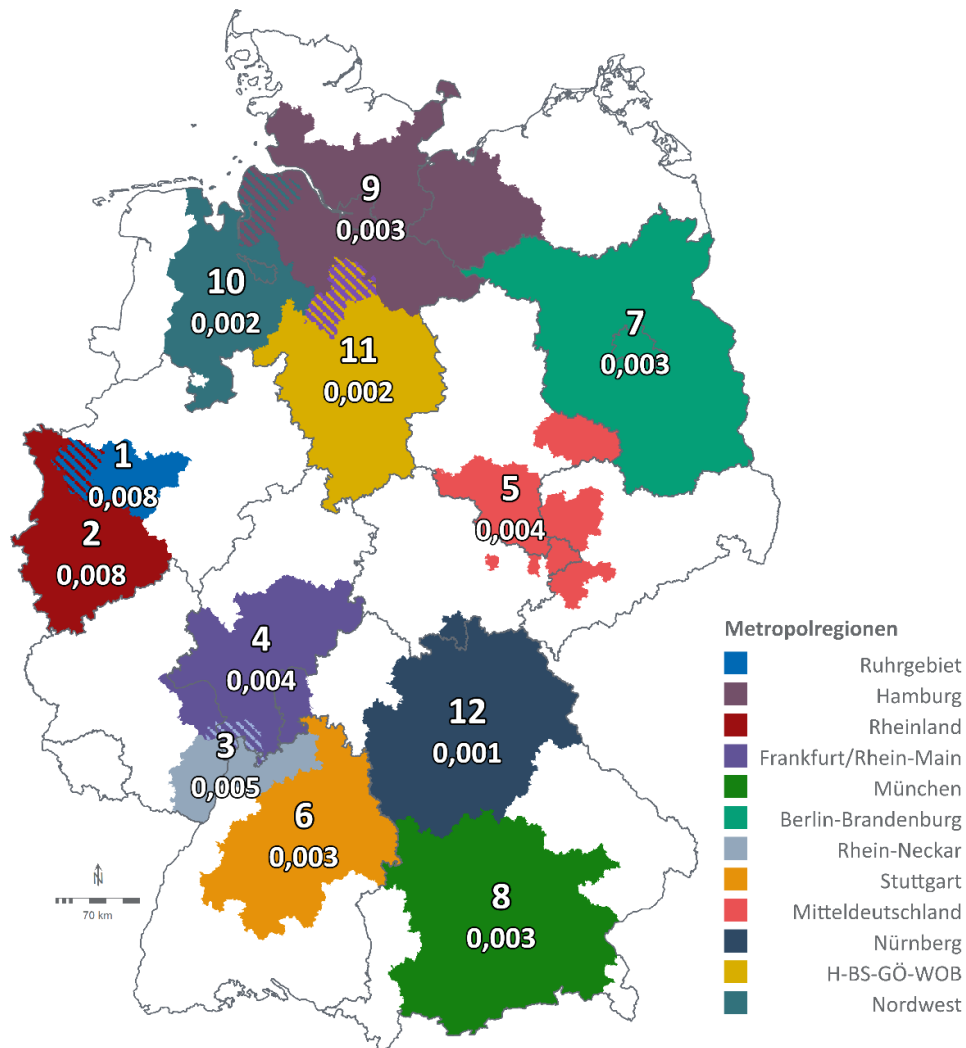 9
0,003
10
0,002
7
0,003
11
0,002
1
0,008
5
0,004
2
0,008
4
0,004
12
0,001
3
0,005
6
0,003
8
0,003
N
70 km
Metropolregionen
Ruhrgebiet
Hamburg
Rheinland
Frankfurt/Rhein-Main
München
Berlin-Brandenburg
Rhein-Neckar
Stuttgart
Mitteldeutschland
Nürnberg
H-BS-GÖ-WOB
Nordwest